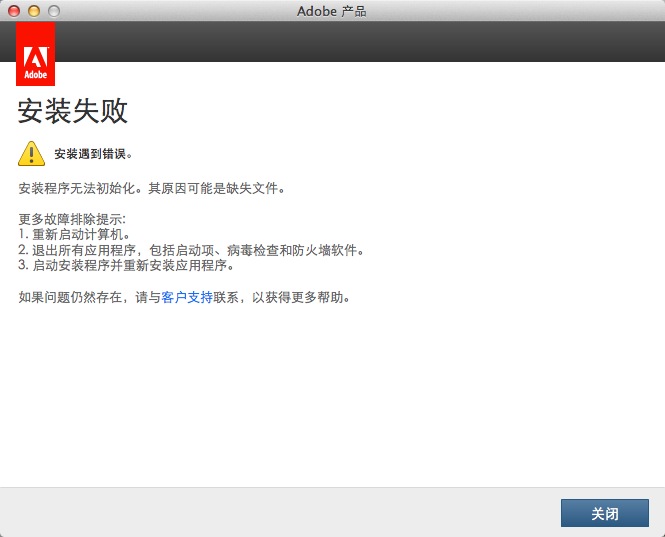 Adobe 产品
Adobe
安装失败
安装遇到错误。
安装程序无法初始化。其原因可能是缺失文件。
更多故障排除提示:
1. 重新启动计算机。
2. 退出所有应用程序，包括启动项、病毒检查和防火墙软件。
3. 启动安装程序并重新安装应用程序。
如果问题仍然存在，请与客户支持联系，以获得更多帮助。
关闭